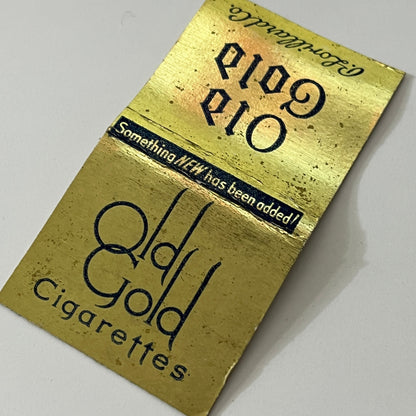 P. Lorillard Co.
Old
Gold
Something NEW has been added!
Old
Gold
Cigarettes